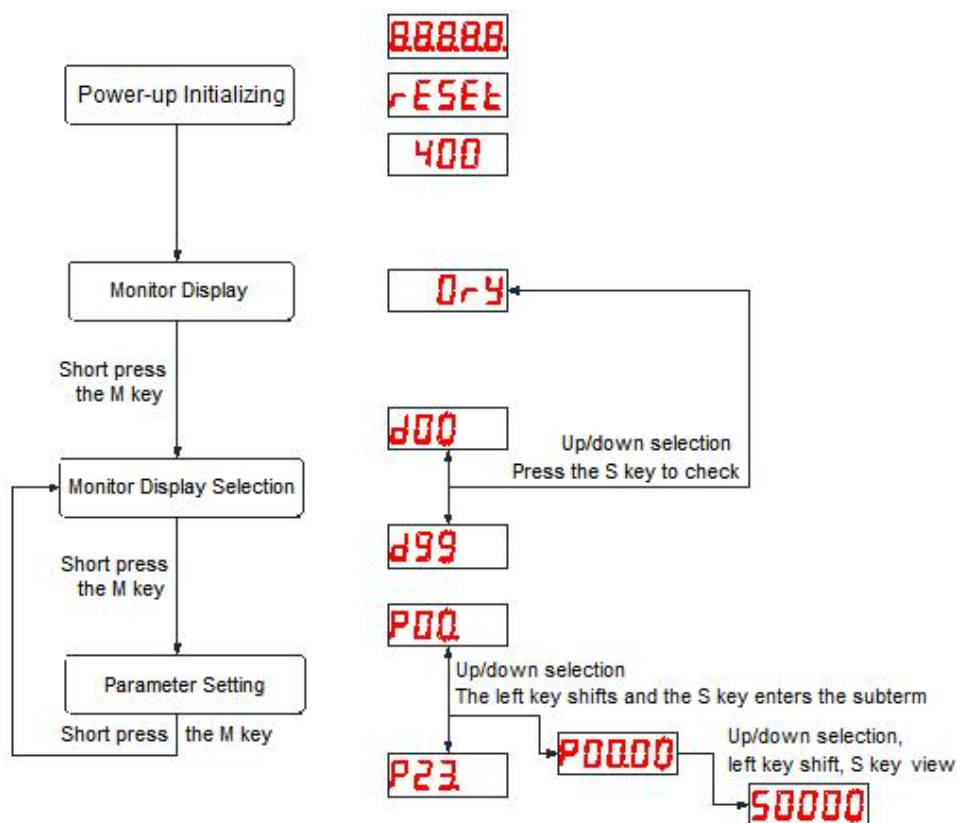 8.8.8.8.8.
Power-up Initializing
rESEt
400
Monitor Display
0rY
Short press
the M key
d00
Up/down selection
Press the S key to check
Monitor Display Selection
d99
Short press
the M key
P00.
Up/down selection
The left key shifts and the S key enters the subterm
Parameter Setting
Short press the M key
P00.00
Up/down selection,
left key shift, S key view
P23.
S0000